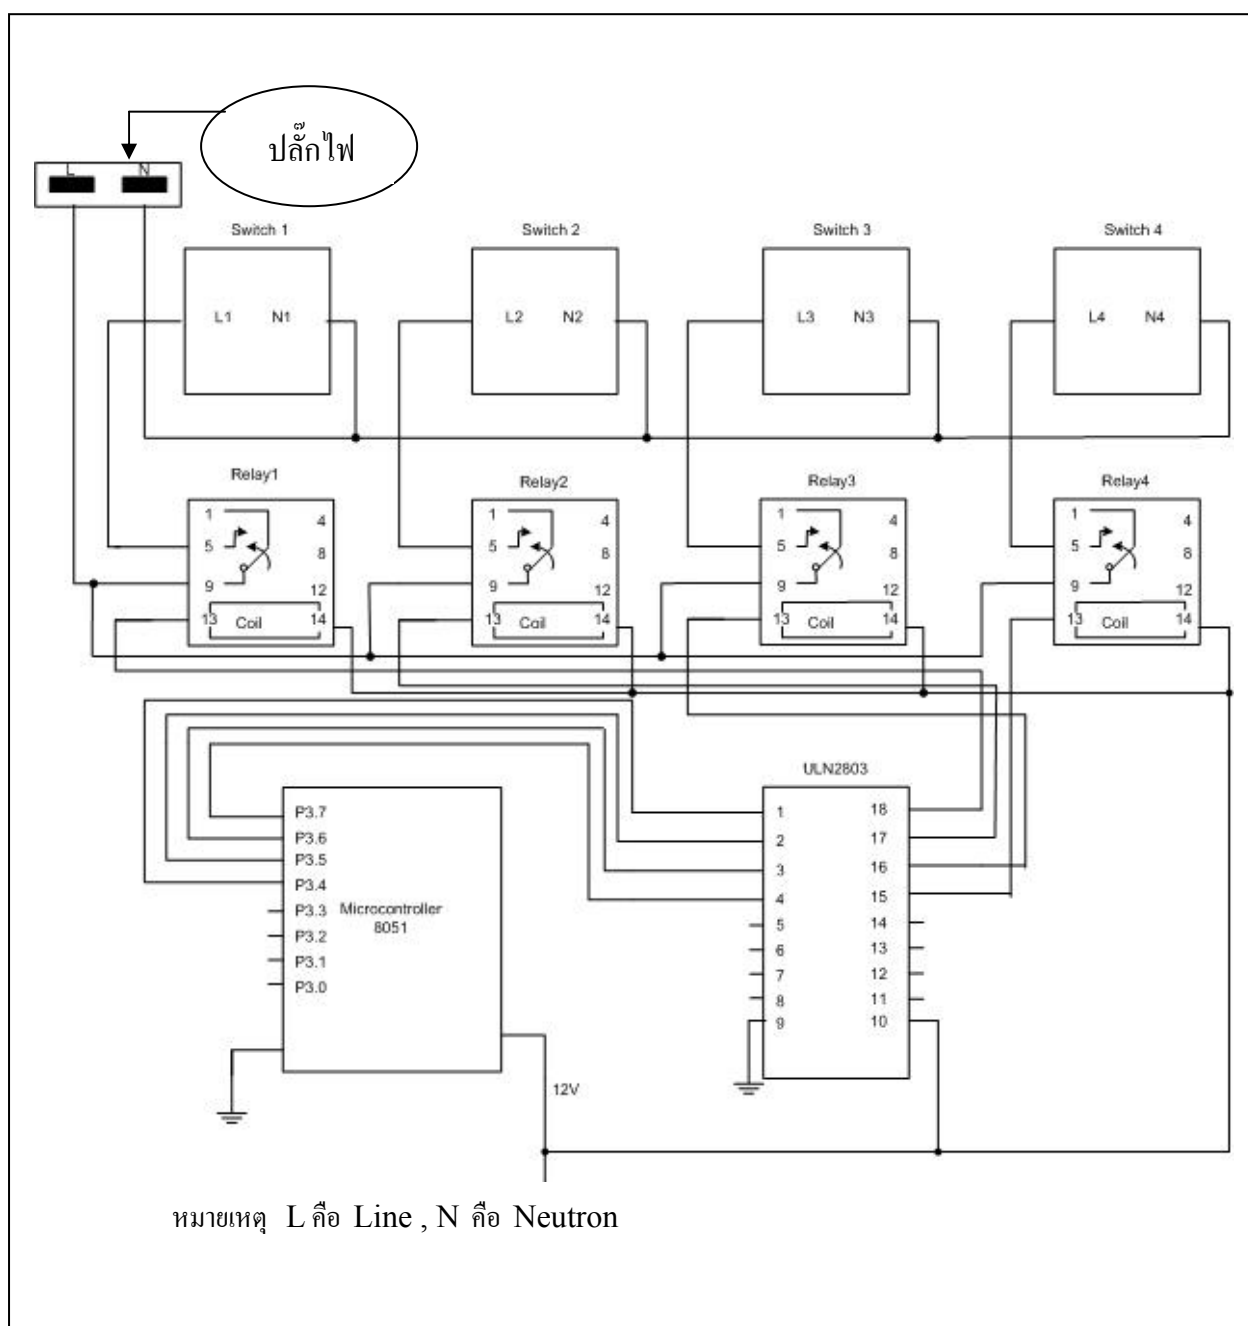 ปลั๊กไฟ
L N
Switch 1 Switch 2 Switch 3 Switch 4
L1 N1 L2 N2 L3 N3 L4 N4
Relay1 Relay2 Relay3 Relay4
1 4 1 4 1 4 1 4
5 8 5 8 5 8 5 8
9 12 9 12 9 12 9 12
13 Coil 14 13 Coil 14 13 Coil 14 13 Coil 14
ULN2803
P3.7
P3.6
P3.5
P3.4
P3.3
P3.2
P3.1
P3.0
Microcontroller
8051
1 18
2 17
3 16
4 15
5 14
6 13
7 12
8 11
9 10
12V
หมายเหตุ L คือ Line , N คือ Neutron